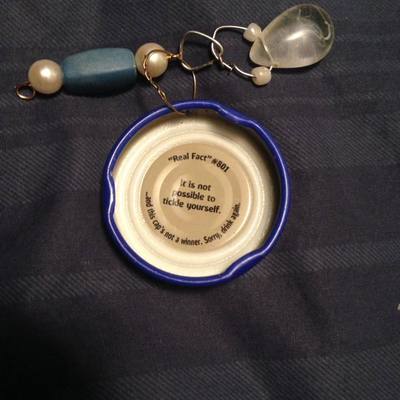 "Real Fact" #801
It is not
possible to
tickle yourself.
...and this cap's not a winner. Sorry, drink again.